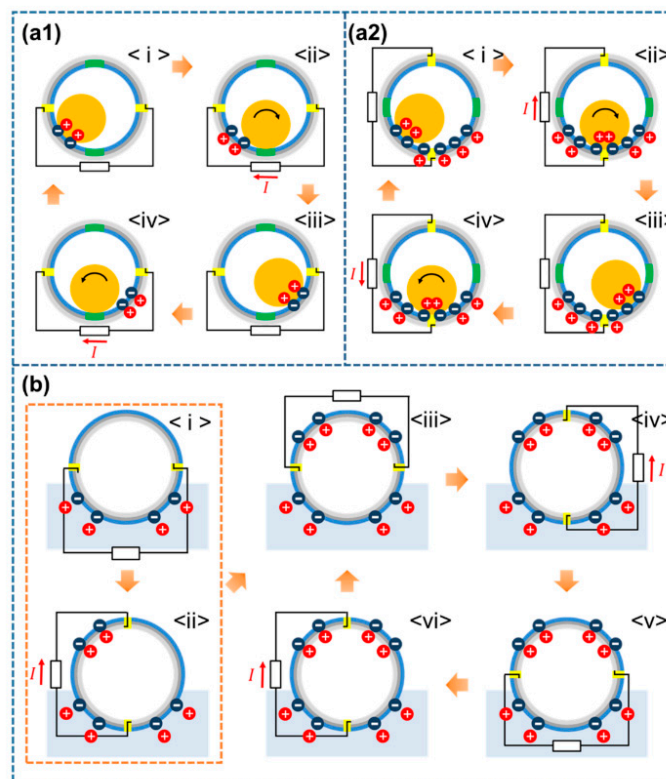 (a1)
< i >
<ii>
I
<iv>
<iii>
I
(a2)
< i >
<ii>
I
<iv>
<iii>
I
(b)
< i >
<iii>
<iv>
I
<ii>
I
<vi>
I
<v>